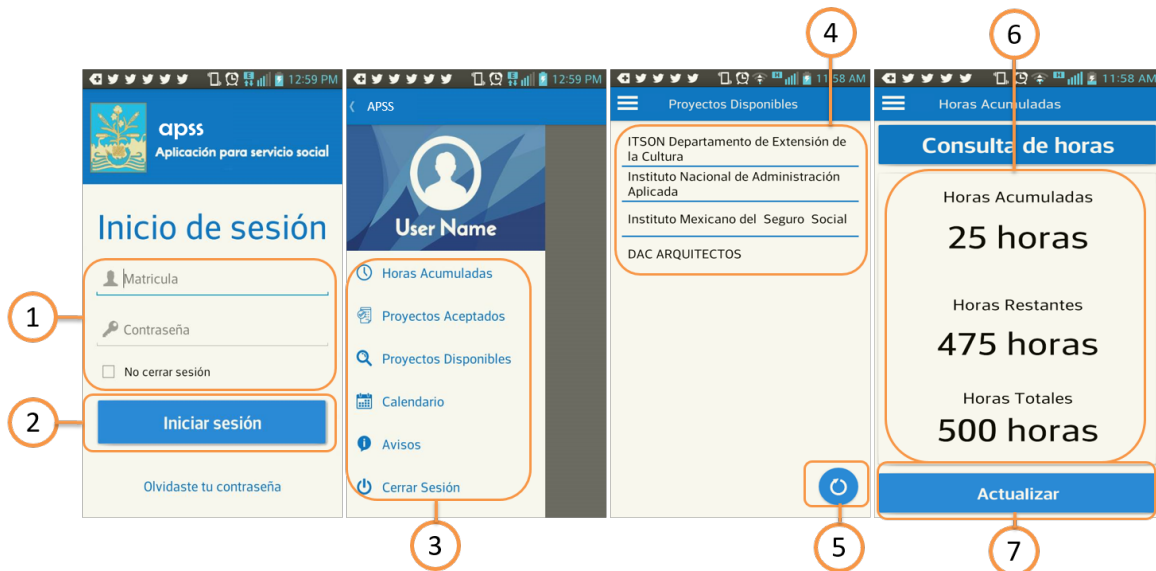 4
6
12:59 PM
apss
Aplicación para servicio social
Inicio de sesión
Matricula
Contraseña
No cerrar sesión
Iniciar sesión
Olvidaste tu contraseña
1
2
12:59 PM
APSS
User Name
Horas Acumuladas
Proyectos Aceptados
Proyectos Disponibles
Calendario
Avisos
Cerrar Sesión
3
11:58 AM
Proyectos Disponibles
ITSON Departamento de Extensión de
la Cultura
Instituto Nacional de Administración
Aplicada
Instituto Mexicano del Seguro Social
DAC ARQUITECTOS
5
11:58 AM
Horas Acumuladas
Consulta de horas
Horas Acumuladas
25 horas
Horas Restantes
475 horas
Horas Totales
500 horas
Actualizar
7